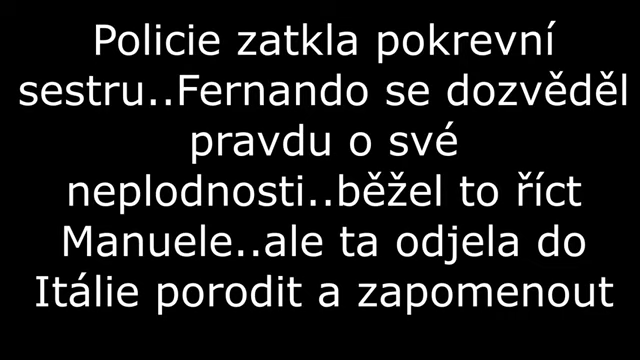 Policie zatkla pokrevní
sestru..Fernando se dozvěděl
pravdu o své
neplodnosti..běžel to říct
Manuele..ale ta odjela do
Itálie porodit a zapomenout